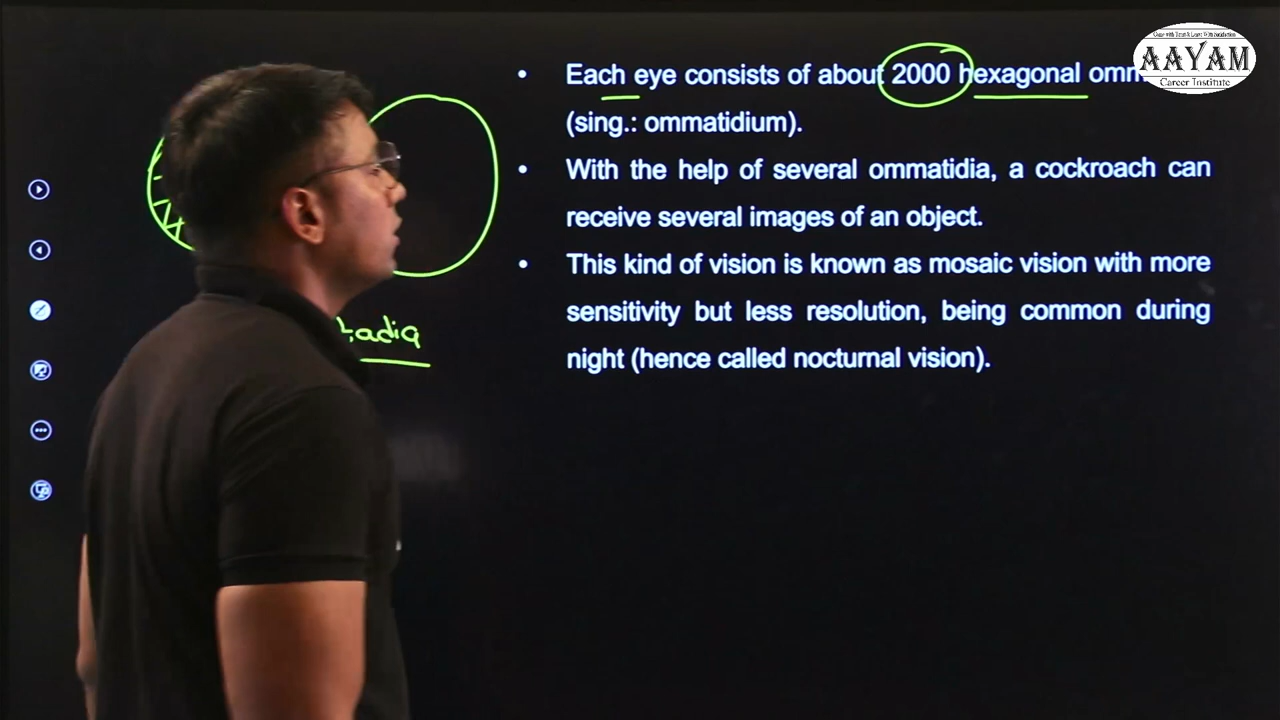 • Each eye consists of about 2000 hexagonal
(sing.: ommatidium).
• With the help of several ommatidia, a cockroach can
receive several images of an object.
• This kind of vision is known as mosaic vision with more
sensitivity but less resolution, being common during
night (hence called nocturnal vision).
AAYAM
Career Institute